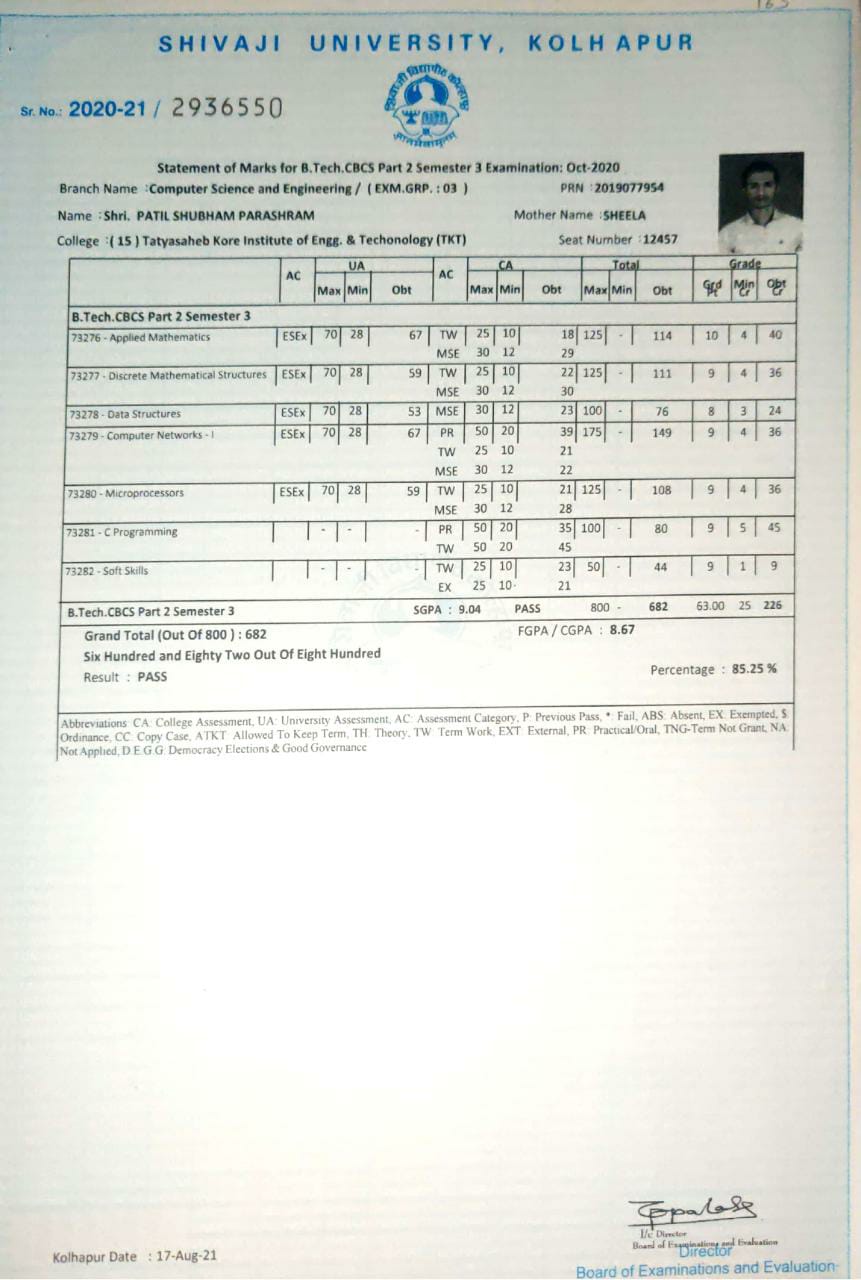 165
SHIVAJI UNIVERSITY, KOLHAPUR
Sr. No.: 2020-21 / 2936550
Statement of Marks for B.Tech.CBCS Part 2 Semester 3 Examination: Oct-2020
Branch Name :Computer Science and Engineering / ( EXM.GRP. : 03 ) PRN :2019077954
Name :Shri. PATIL SHUBHAM PARASHRAM Mother Name :SHEELA
College :( 15 ) Tatyasaheb Kore Institute of Engg. & Techonology (TKT) Seat Number :12457
AC UA AC CA Total Grade
Max Min Obt Max Min Obt Max Min Obt Grd Pt Min Cr Obt Cr
B.Tech.CBCS Part 2 Semester 3
73276 - Applied Mathematics ESEx 70 28 67 TW 25 10 18 125 - 114 10 4 40
MSE 30 12 29
73277 - Discrete Mathematical Structures ESEx 70 28 59 TW 25 10 22 125 - 111 9 4 36
MSE 30 12 30
73278 - Data Structures ESEx 70 28 53 MSE 30 12 23 100 - 76 8 3 24
73279 - Computer Networks - I ESEx 70 28 67 PR 50 20 39 175 - 149 9 4 36
TW 25 10 21
MSE 30 12 22
73280 - Microprocessors ESEx 70 28 59 TW 25 10 21 125 - 108 9 4 36
MSE 30 12 28
73281 - C Programming - - - PR 50 20 35 100 - 80 9 5 45
TW 50 20 45
73282 - Soft Skills - - - TW 25 10 23 50 - 44 9 1 9
EX 25 10 21
B.Tech.CBCS Part 2 Semester 3 SGPA : 9.04 PASS 800 - 682 63.00 25 226
Grand Total (Out Of 800 ) : 682 FGPA / CGPA : 8.67
Six Hundred and Eighty Two Out Of Eight Hundred
Result : PASS Percentage : 85.25 %
Abbreviations: CA: College Assessment, UA: University Assessment, AC: Assessment Category, P: Previous Pass, *: Fail, ABS: Absent, EX: Exempted, $:
Ordinance, CC: Copy Case, ATKT: Allowed To Keep Term, TH: Theory, TW: Term Work, EXT: External, PR: Practical/Oral, TNG-Term Not Grant, NA:
Not Applied, D.E.G.G: Democracy Elections & Good Governance
I/c Director
Board of Examinations and Evaluation
Director
Kolhapur Date : 17-Aug-21
Board of Examinations and Evaluation